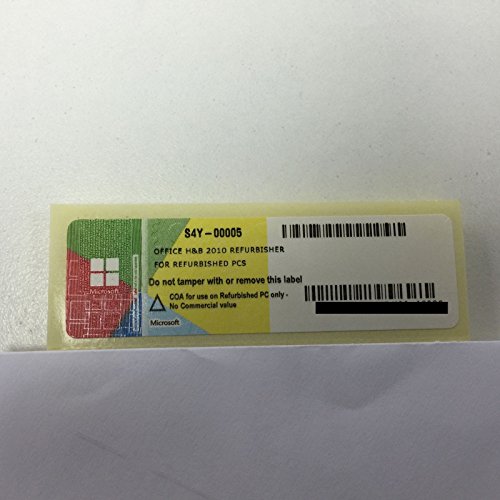 S4Y-00005
OFFICE H&B 2010 REFURBISHER
FOR REFURBISHED PCS
Do not tamper with or remove this label
COA for use on Refurbished PC only -
No Commercial value
Microsoft
Microsoft